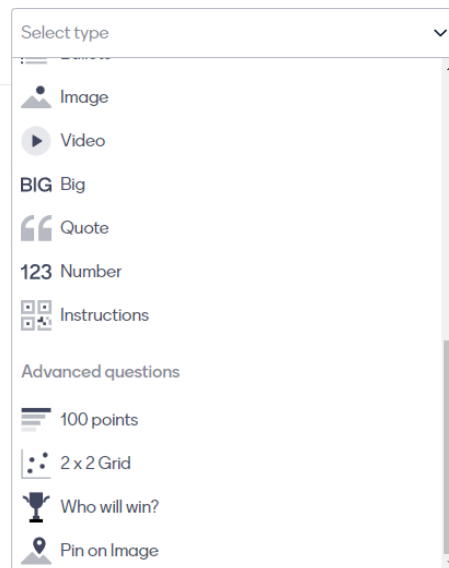 Select type
Image
Video
BIG Big
Quote
123 Number
Instructions
Advanced questions
100 points
2 x 2 Grid
Who will win?
Pin on Image